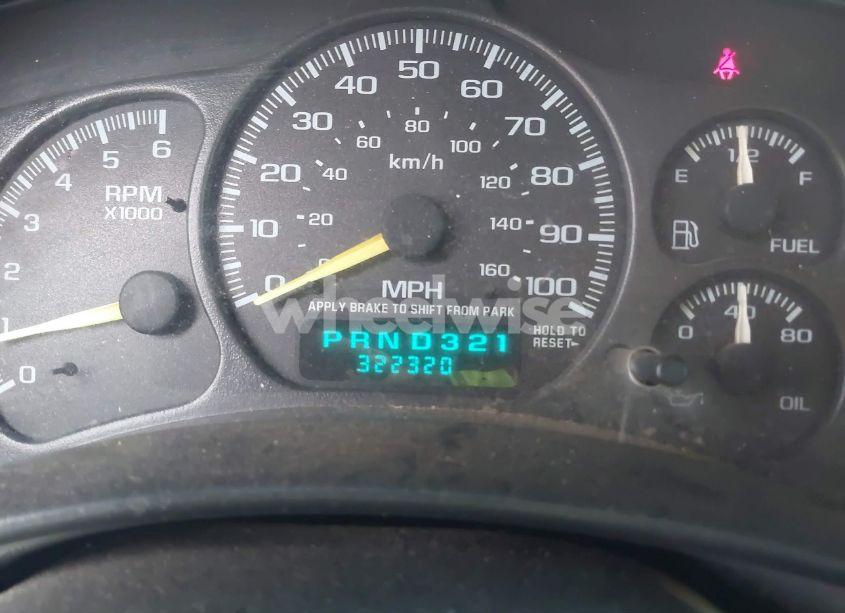 50
40 60
30 70
20 80
10 90
0 100
60 80 100
40 120
20 140
0 160
km/h
MPH
APPLY BRAKE TO SHIFT FROM PARK
wheelwise
HOLD TO
RESET
PRND321
322320
0 1 2 3 4 5 6
RPM
X1000
E 1/2 F
FUEL
0 40 80
OIL